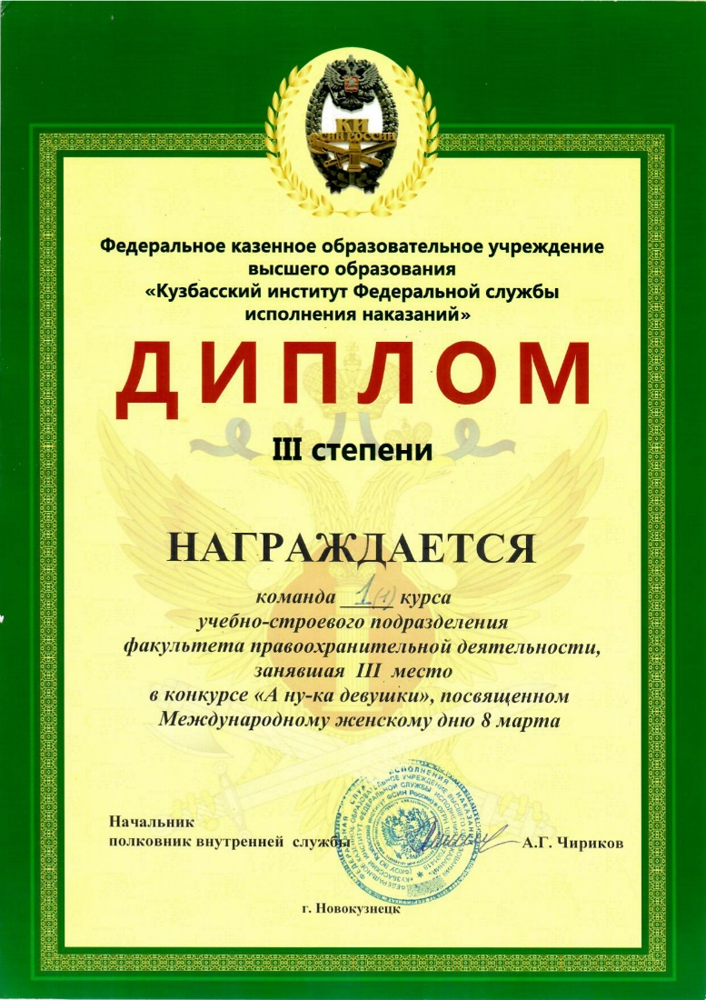 КИ
ФСИН РОССИИ
Федеральное казенное образовательное учреждение
высшего образования
«Кузбасский институт Федеральной службы
исполнения наказаний»
ДИПЛОМ
III степени
НАГРАЖДАЕТСЯ
команда 1(1) курса
учебно-строевого подразделения
факультета правоохранительной деятельности,
занявшая III место
в конкурсе «А ну-ка девушки», посвященном
Международному женскому дню 8 марта
Начальник
полковник внутренней службы
А.Г. Чириков
г. Новокузнецк